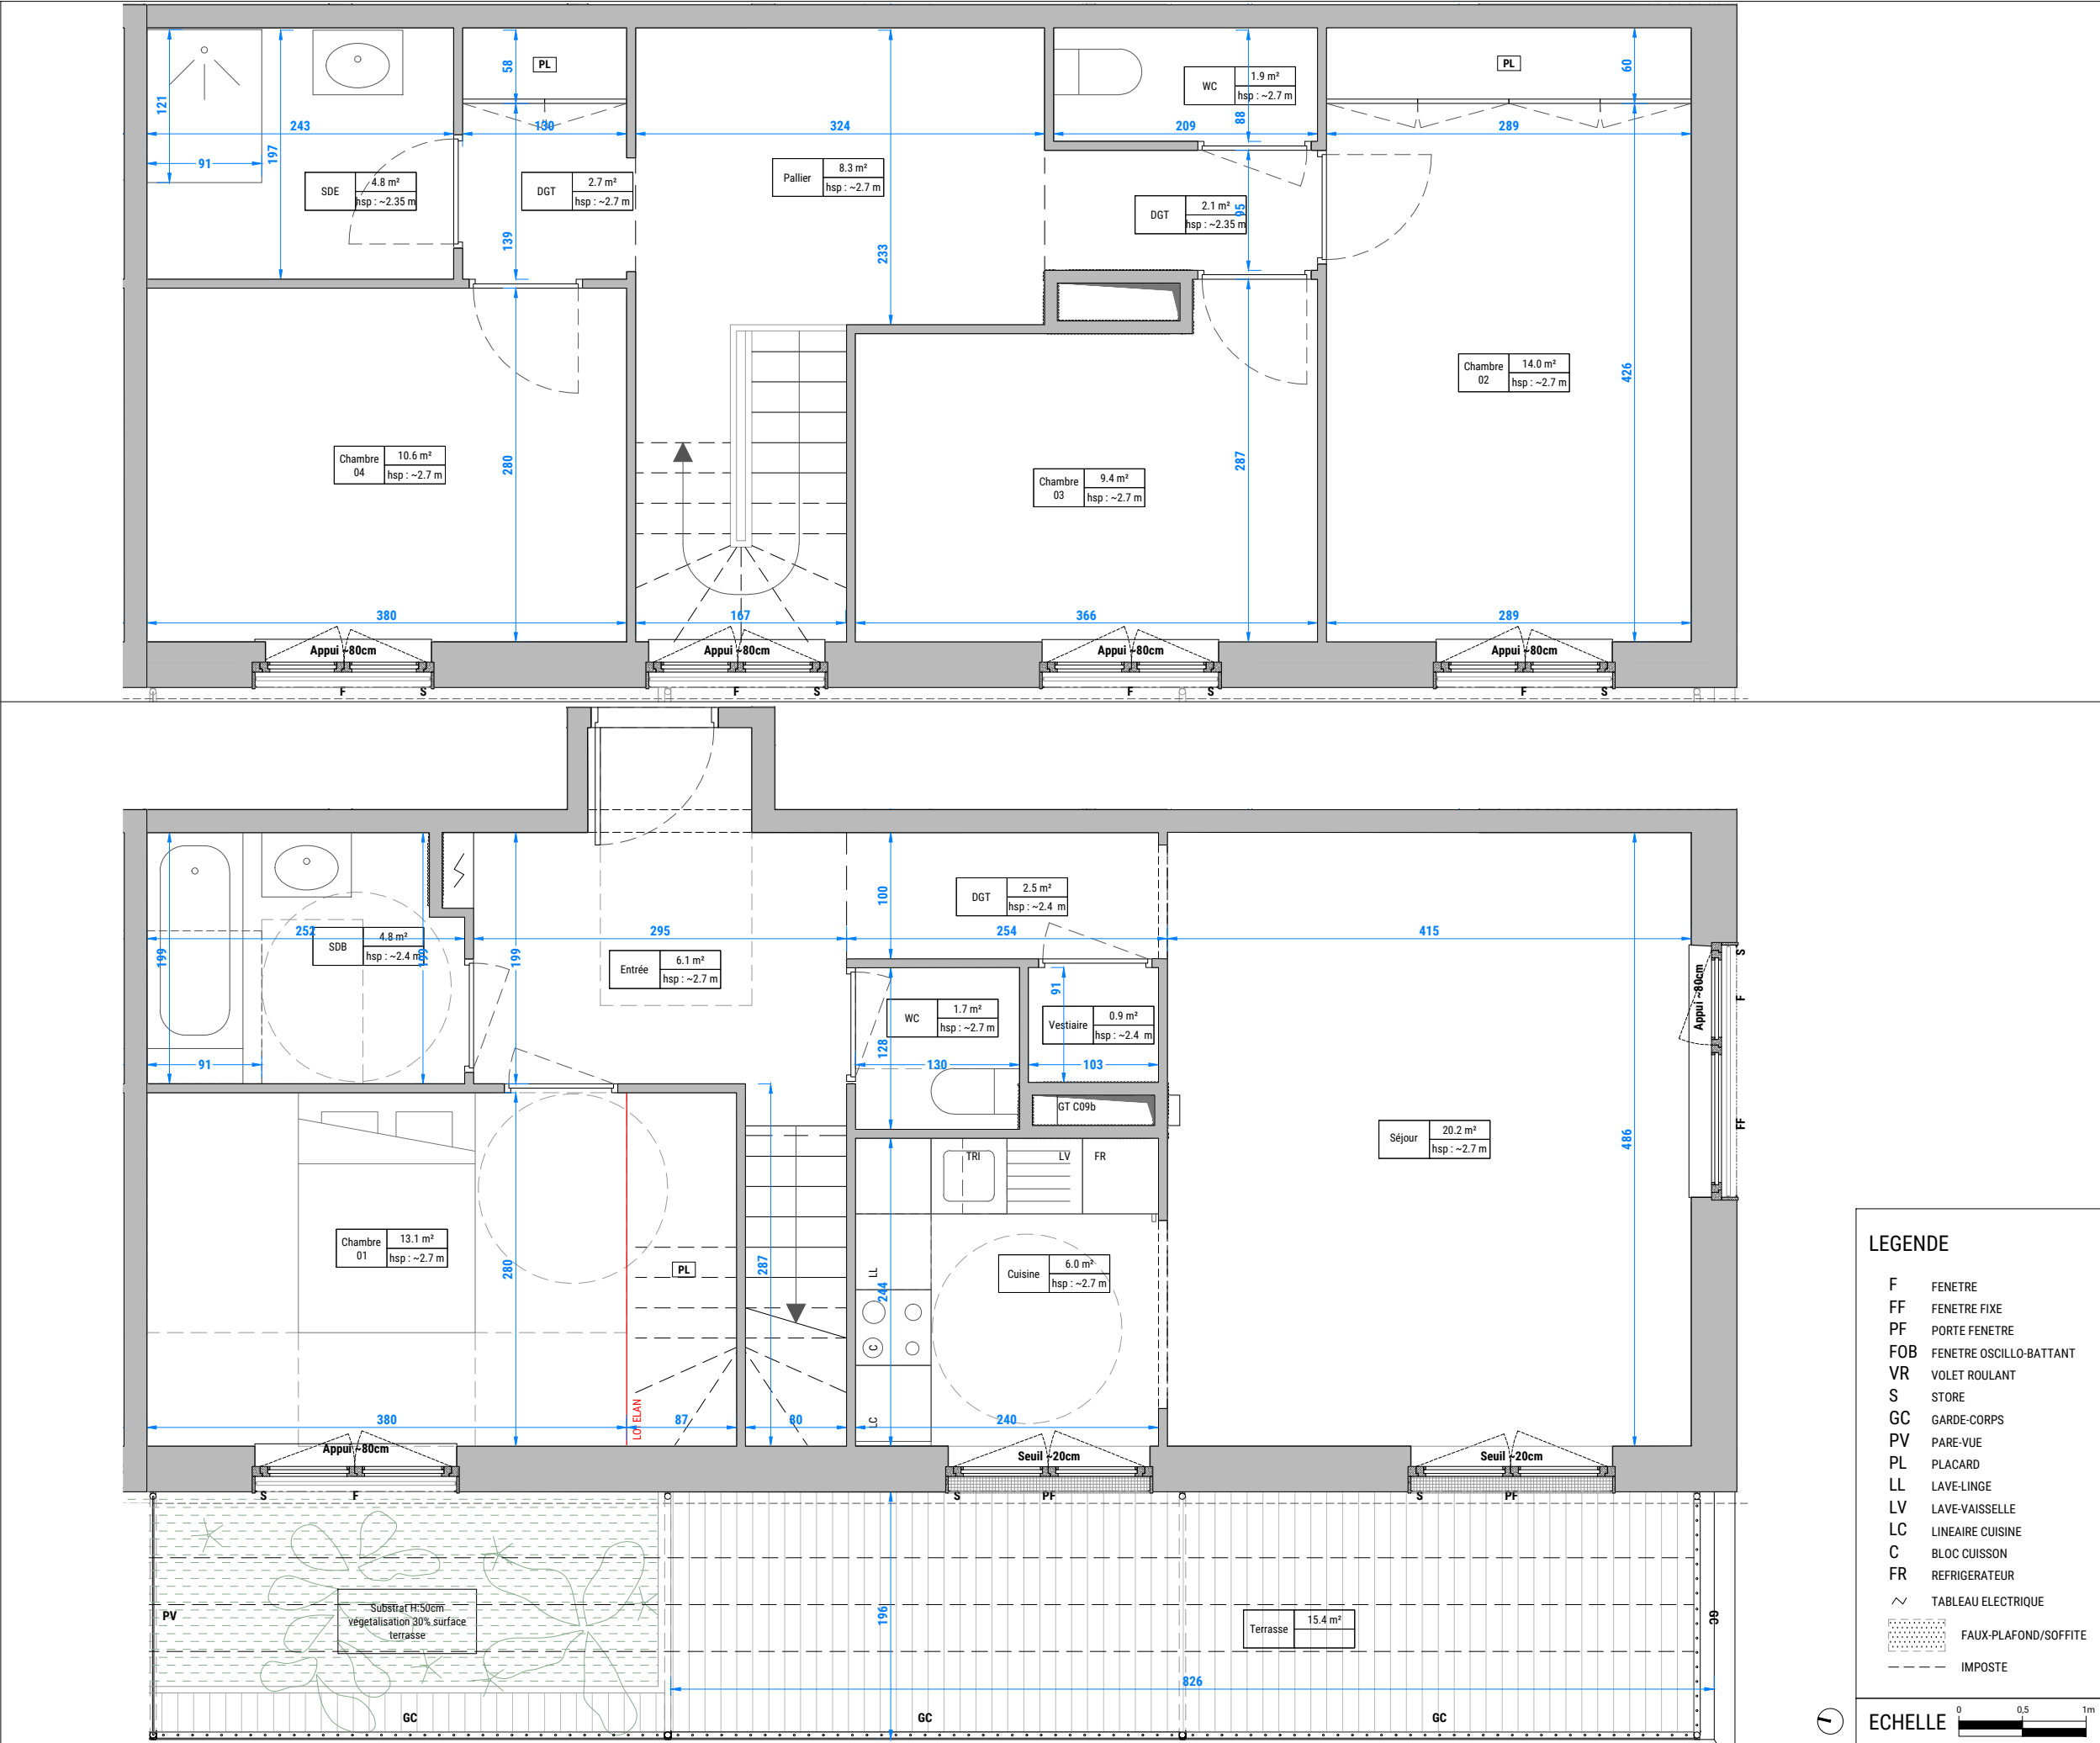 58
PL
WC
1.9 m²
hsp : ~2.7 m
PL
60
121
243
197
130
324
88
209
289
91
SDE
4.8 m²
hsp : ~2.35 m
DGT
2.7 m²
hsp : ~2.7 m
Pallier
8.3 m²
hsp : ~2.7 m
DGT
2.1 m²
hsp : ~2.35 m
95
139
233
Chambre
02
14.0 m²
hsp : ~2.7 m
426
Chambre
04
10.6 m²
hsp : ~2.7 m
280
Chambre
03
9.4 m²
hsp : ~2.7 m
287
380
167
366
289
Appui ~80cm
Appui ~80cm
Appui ~80cm
Appui ~80cm
F
S
F
S
F
S
F
S
100
DGT
2.5 m²
hsp : ~2.4 m
252
295
254
415
199
SDB
4.8 m²
hsp : ~2.4 m
199
199
Entrée
6.1 m²
hsp : ~2.7 m
S
Appui ~80cm
F
FF
91
WC
1.7 m²
hsp : ~2.7 m
Vestiaire
0.9 m²
hsp : ~2.4 m
128
91
130
103
GT C09b
Séjour
20.2 m²
hsp : ~2.7 m
486
TRI
LV
FR
Chambre
01
13.1 m²
hsp : ~2.7 m
280
PL
287
LL
244
Cuisine
6.0 m²
hsp : ~2.7 m
C
LC
LOI ELAN
380
87
80
240
Appui ~80cm
Seuil ~20cm
Seuil ~20cm
S
F
S
PF
S
PF
PV
Substrat H:50cm
végetalisation 30% surface
terrasse
196
Terrasse
15.4 m²
GC
826
GC
GC
GC
LEGENDE
F FENETRE
FF FENETRE FIXE
PF PORTE FENETRE
FOB FENETRE OSCILLO-BATTANT
VR VOLET ROULANT
S STORE
GC GARDE-CORPS
PV PARE-VUE
PL PLACARD
LL LAVE-LINGE
LV LAVE-VAISSELLE
LC LINEAIRE CUISINE
C BLOC CUISSON
FR REFRIGERATEUR
TABLEAU ELECTRIQUE
FAUX-PLAFOND/SOFFITE
IMPOSTE
ECHELLE
0 0,5 1m